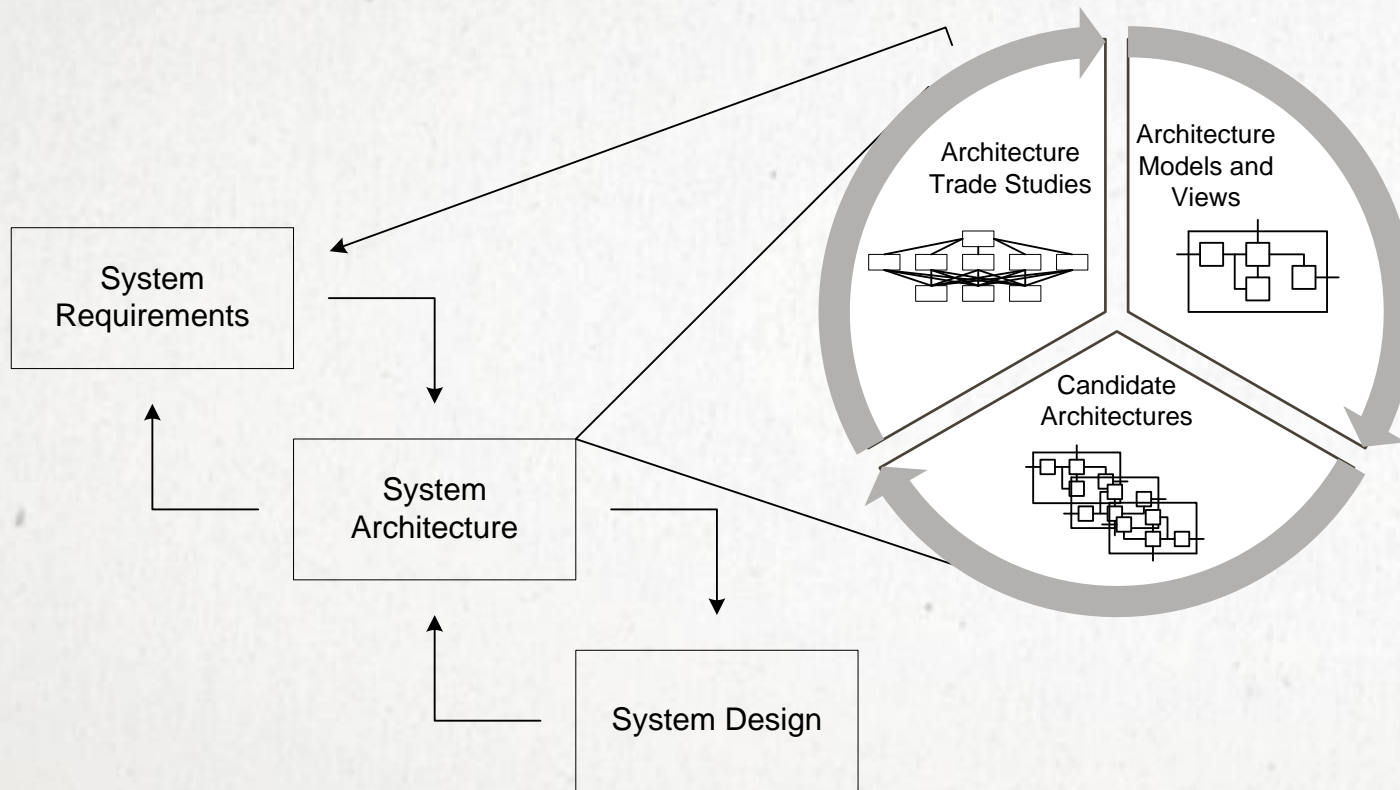 Architecture
Trade Studies
Architecture
Models and
Views
System
Requirements
Candidate
Architectures
System
Architecture
System Design